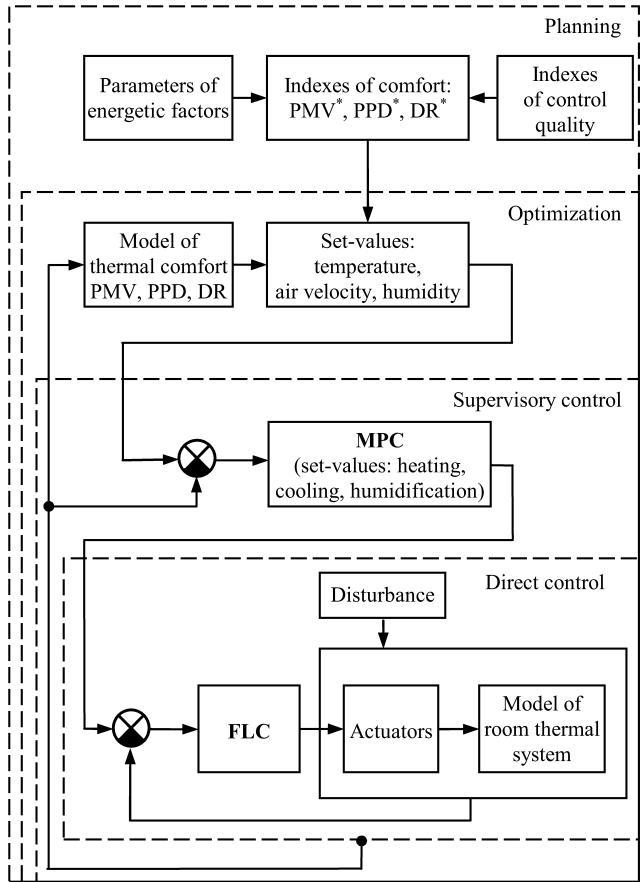 Planning
Parameters of
energetic factors
Indexes of comfort:
PMV*, PPD*, DR*
Indexes
of control
quality
Optimization
Model of
thermal comfort
PMV, PPD, DR
Set-values:
temperature,
air velocity, humidity
Supervisory control
MPC
(set-values: heating,
cooling, humidification)
Direct control
Disturbance
FLC
Actuators
Model of
room thermal
system